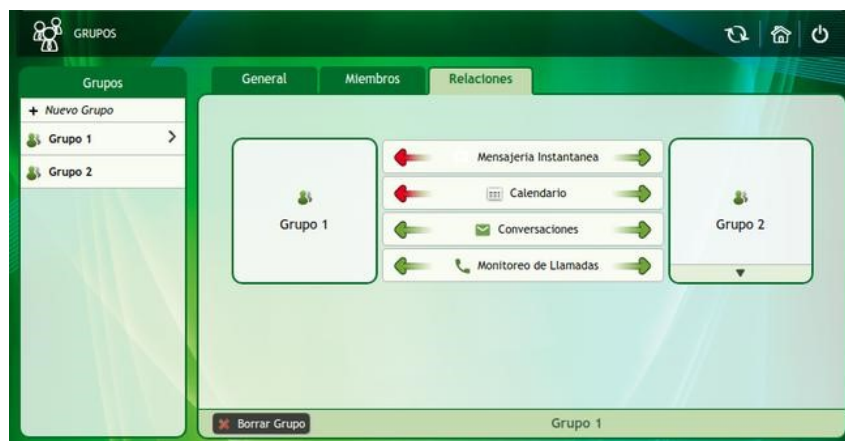 GRUPOS
Grupos
+ Nuevo Grupo
Grupo 1
Grupo 2
General
Miembros
Relaciones
Grupo 1
Mensajeria Instantanea
Calendario
Conversaciones
Monitoreo de Llamadas
Grupo 2
Borrar Grupo
Grupo 1